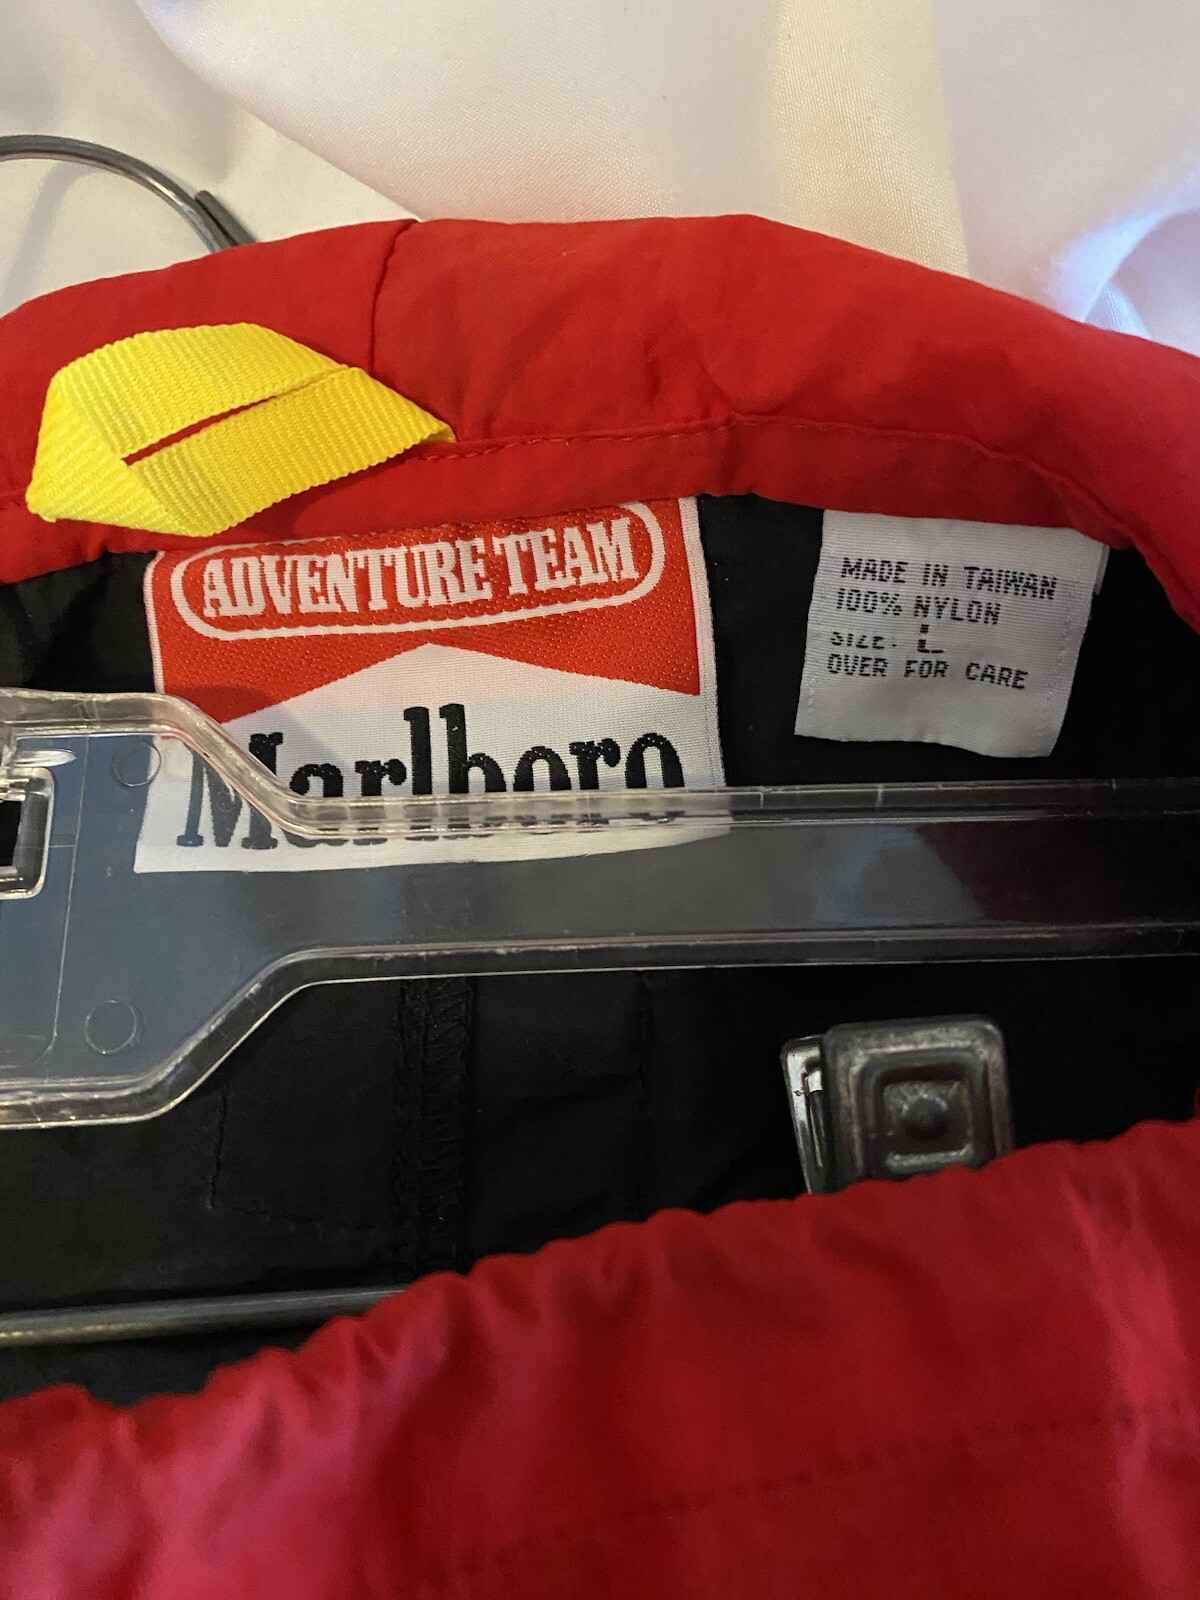 ADVENTURE TEAM
Marlboro
MADE IN TAIWAN
100% NYLON
SIZE: L
OVER FOR CARE